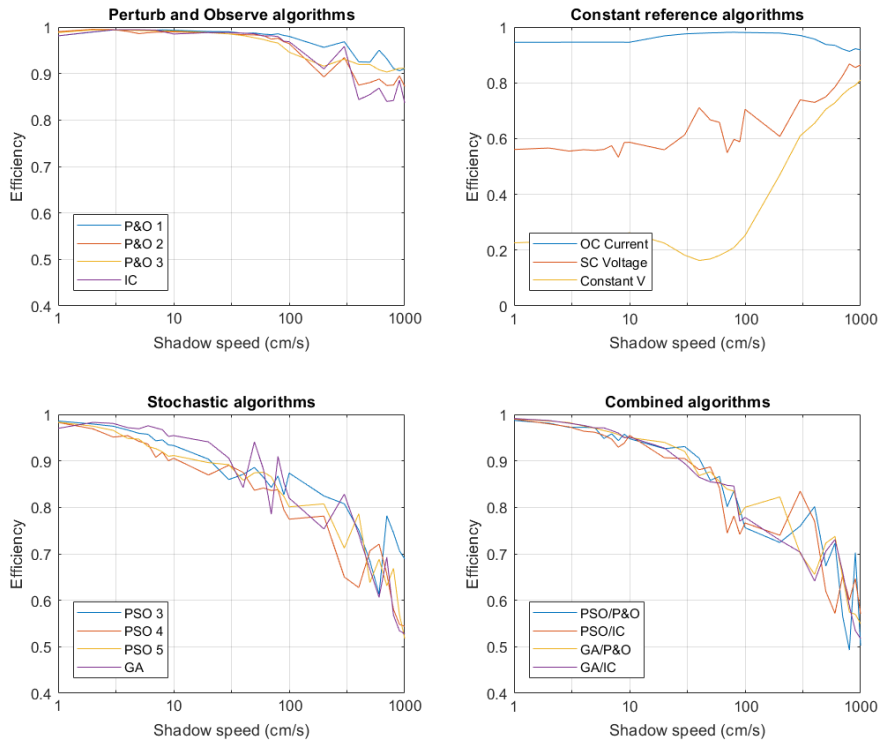 Perturb and Observe algorithms
1
0.9
0.8
0.7
0.6
0.5
0.4
Efficiency
P&O 1
P&O 2
P&O 3
IC
1 10 100 1000
Shadow speed (cm/s)
Constant reference algorithms
1
0.8
0.6
0.4
0.2
0
Efficiency
OC Current
SC Voltage
Constant V
1 10 100 1000
Shadow speed (cm/s)
Stochastic algorithms
1
0.9
0.8
0.7
0.6
0.5
0.4
Efficiency
PSO 3
PSO 4
PSO 5
GA
1 10 100 1000
Shadow speed (cm/s)
Combined algorithms
1
0.9
0.8
0.7
0.6
0.5
0.4
Efficiency
PSO/P&O
PSO/IC
GA/P&O
GA/IC
1 10 100 1000
Shadow speed (cm/s)